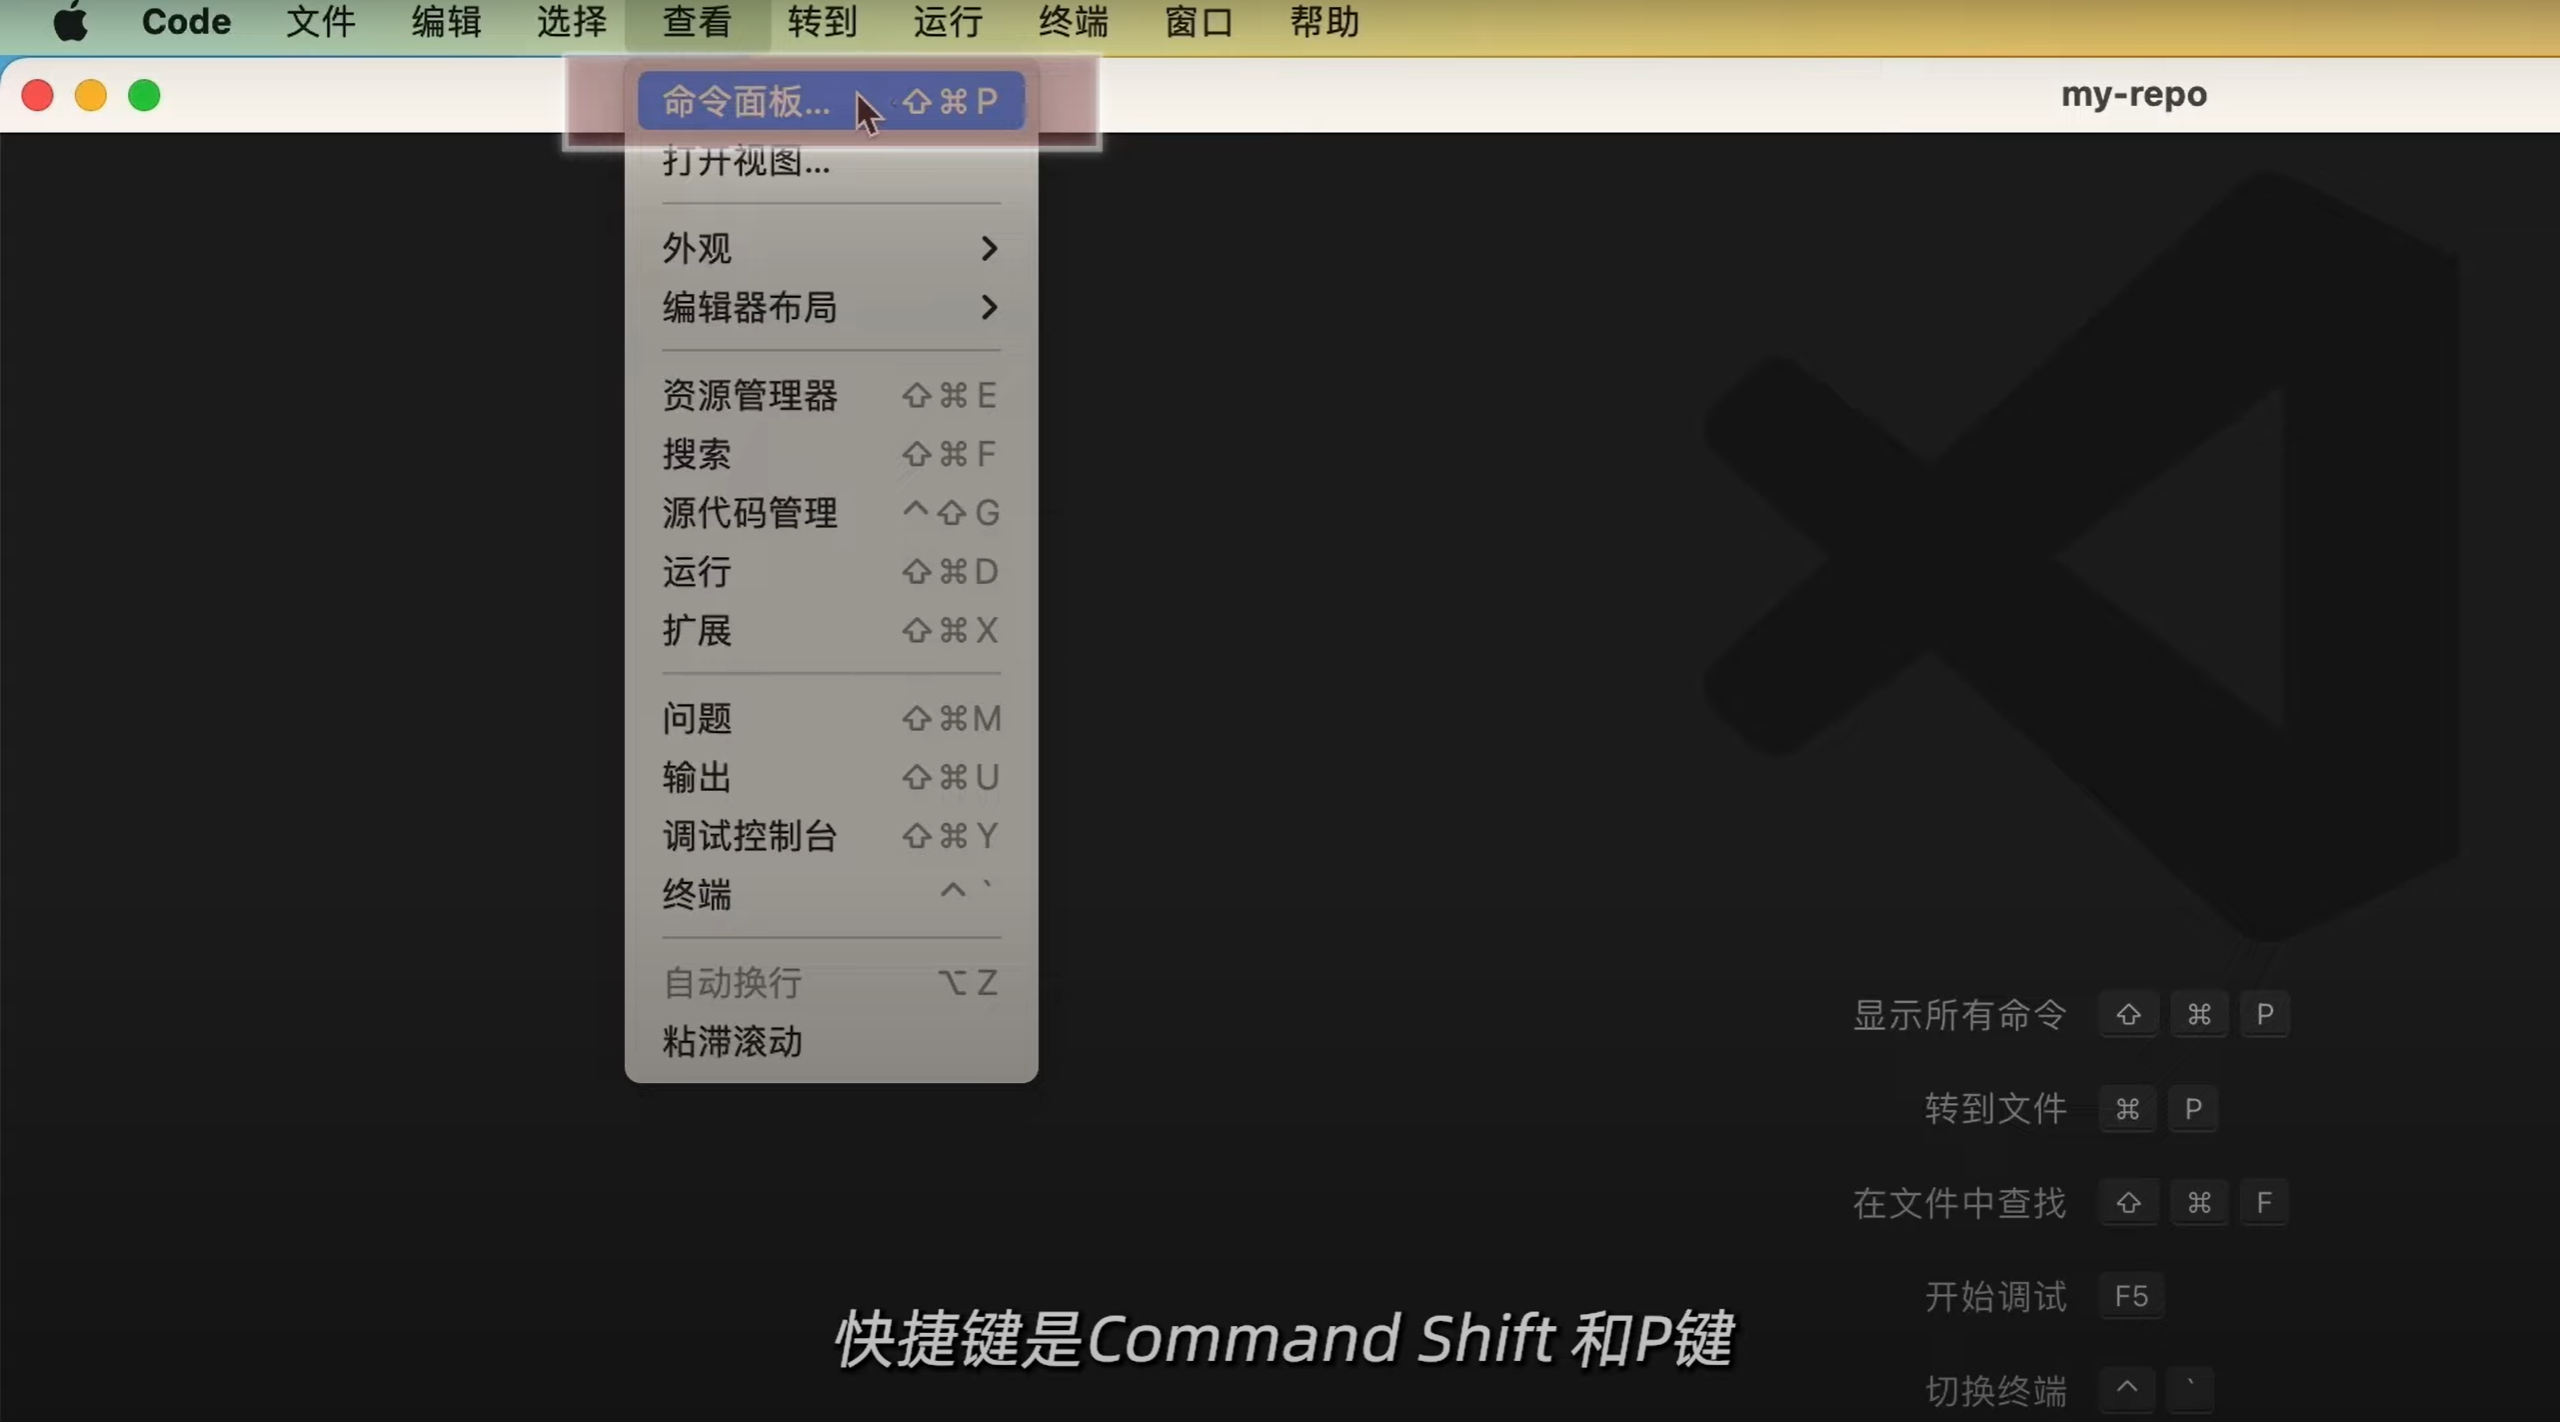 Code 文件 编辑 选择 查看 转到 运行 终端 窗口 帮助
my-repo
命令面板... ⇧⌘P
打开视图...
外观 >
编辑器布局 >
资源管理器 ⇧⌘E
搜索 ⇧⌘F
源代码管理 ^⇧G
运行 ⇧⌘D
扩展 ⇧⌘X
问题 ⇧⌘M
输出 ⇧⌘U
调试控制台 ⇧⌘Y
终端 ^`
自动换行 ⌥Z
粘滞滚动
显示所有命令 ⇧ ⌘ P
转到文件 ⌘ P
在文件中查找 ⇧ ⌘ F
开始调试 F5
切换终端 ^ `
快捷键是Command Shift 和P键